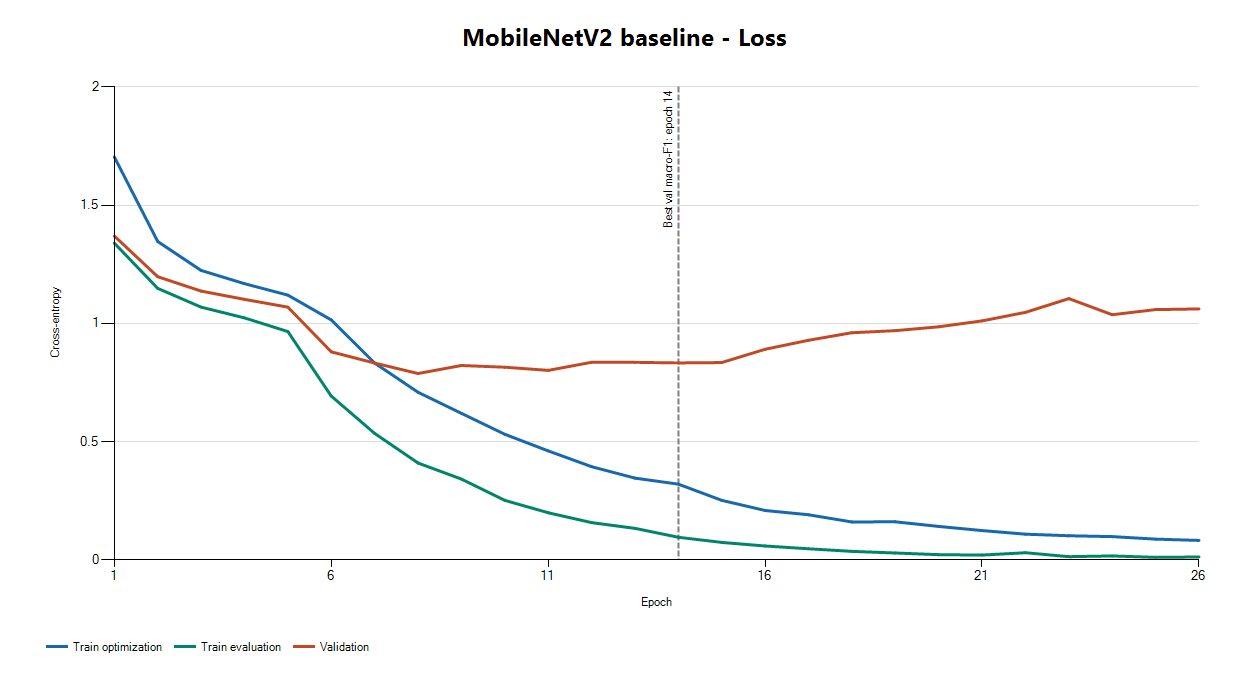 MobileNetV2 baseline - Loss
2
1.5
1
0.5
0
Cross-entropy
Best val macro-F1: epoch 14
1 6 11 16 21 26
Epoch
Train optimization Train evaluation Validation